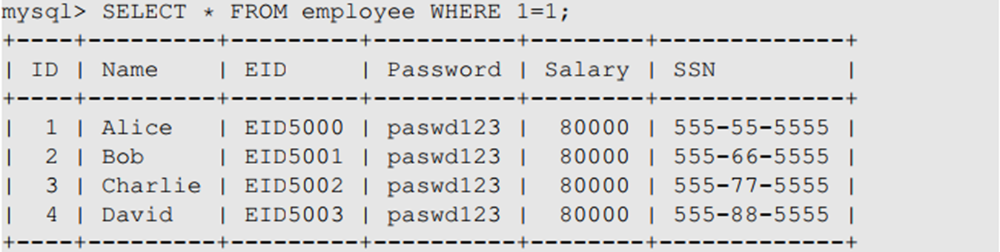 mysql> SELECT * FROM employee WHERE 1=1;
+----+---------+---------+----------+--------+-------------+
| ID | Name    | EID     | Password | Salary | SSN         |
+----+---------+---------+----------+--------+-------------+
|  1 | Alice   | EID5000 | paswd123 |  80000 | 555-55-5555 |
|  2 | Bob     | EID5001 | paswd123 |  80000 | 555-66-5555 |
|  3 | Charlie | EID5002 | paswd123 |  80000 | 555-77-5555 |
|  4 | David   | EID5003 | paswd123 |  80000 | 555-88-5555 |
+----+---------+---------+----------+--------+-------------+